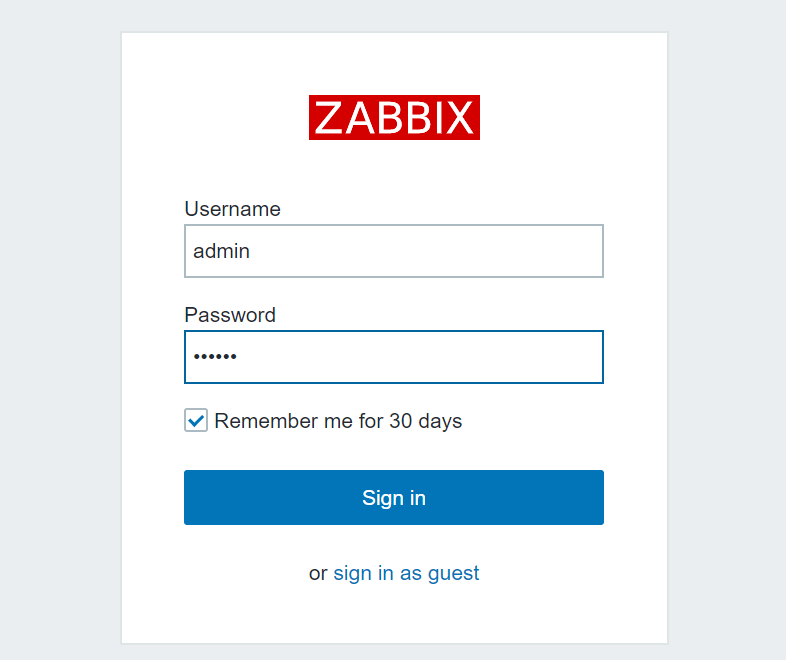 ZABBIX
Username
admin
Password
••••••
Remember me for 30 days
Sign in
or sign in as guest